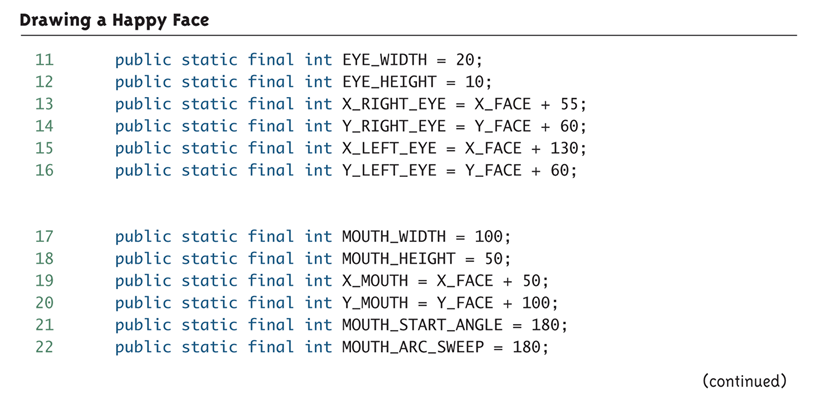 Drawing a Happy Face
11 public static final int EYE_WIDTH = 20;
12 public static final int EYE_HEIGHT = 10;
13 public static final int X_RIGHT_EYE = X_FACE + 55;
14 public static final int Y_RIGHT_EYE = Y_FACE + 60;
15 public static final int X_LEFT_EYE = X_FACE + 130;
16 public static final int Y_LEFT_EYE = Y_FACE + 60;
17 public static final int MOUTH_WIDTH = 100;
18 public static final int MOUTH_HEIGHT = 50;
19 public static final int X_MOUTH = X_FACE + 50;
20 public static final int Y_MOUTH = Y_FACE + 100;
21 public static final int MOUTH_START_ANGLE = 180;
22 public static final int MOUTH_ARC_SWEEP = 180;
(continued)